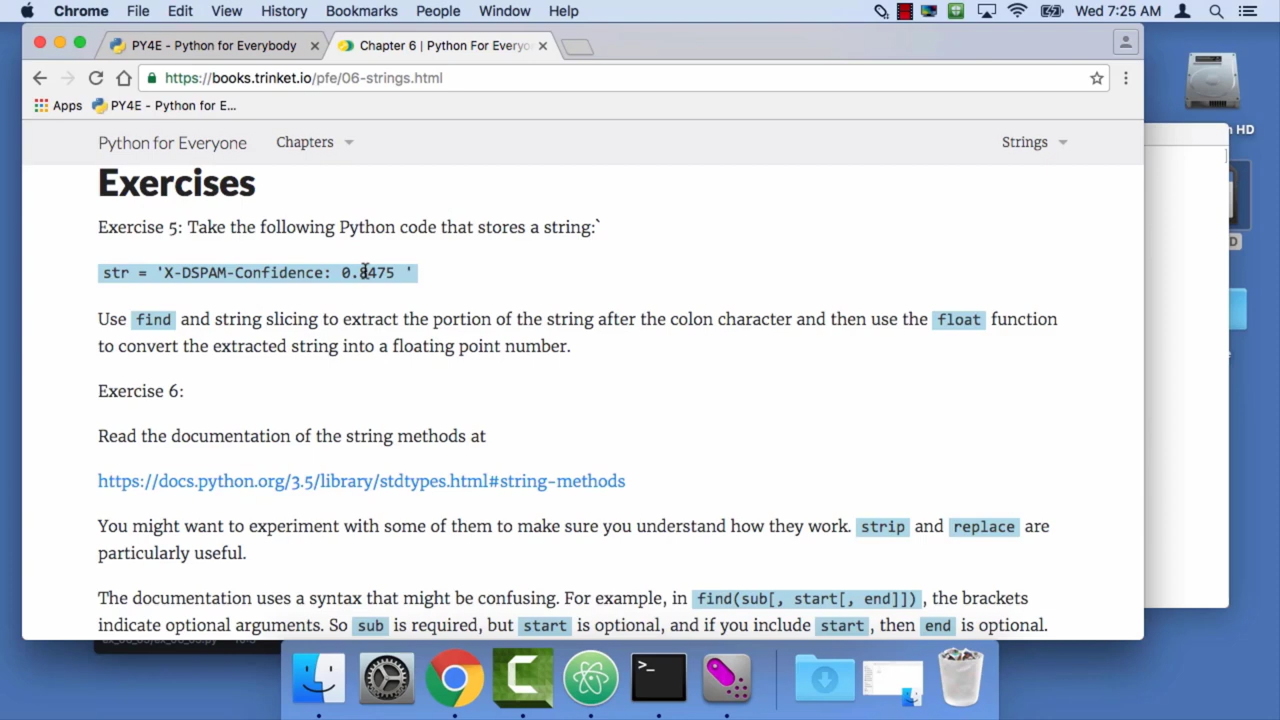 Chrome File Edit View History Bookmarks People Window Help Wed 7:25 AM
PY4E - Python for Everybody Chapter 6 | Python For Everyo
https://books.trinket.io/pfe/06-strings.html
Apps PY4E - Python for E...
Python for Everyone Chapters Strings
HD
D
Exercises
Exercise 5: Take the following Python code that stores a string:`
str = 'X-DSPAM-Confidence: 0.8475 '
Use find and string slicing to extract the portion of the string after the colon character and then use the float function
to convert the extracted string into a floating point number.
Exercise 6:
Read the documentation of the string methods at
https://docs.python.org/3.5/library/stdtypes.html#string-methods
You might want to experiment with some of them to make sure you understand how they work. strip and replace are
particularly useful.
The documentation uses a syntax that might be confusing. For example, in find(sub[, start[, end]]), the brackets
indicate optional arguments. So sub is required, but start is optional, and if you include start, then end is optional.